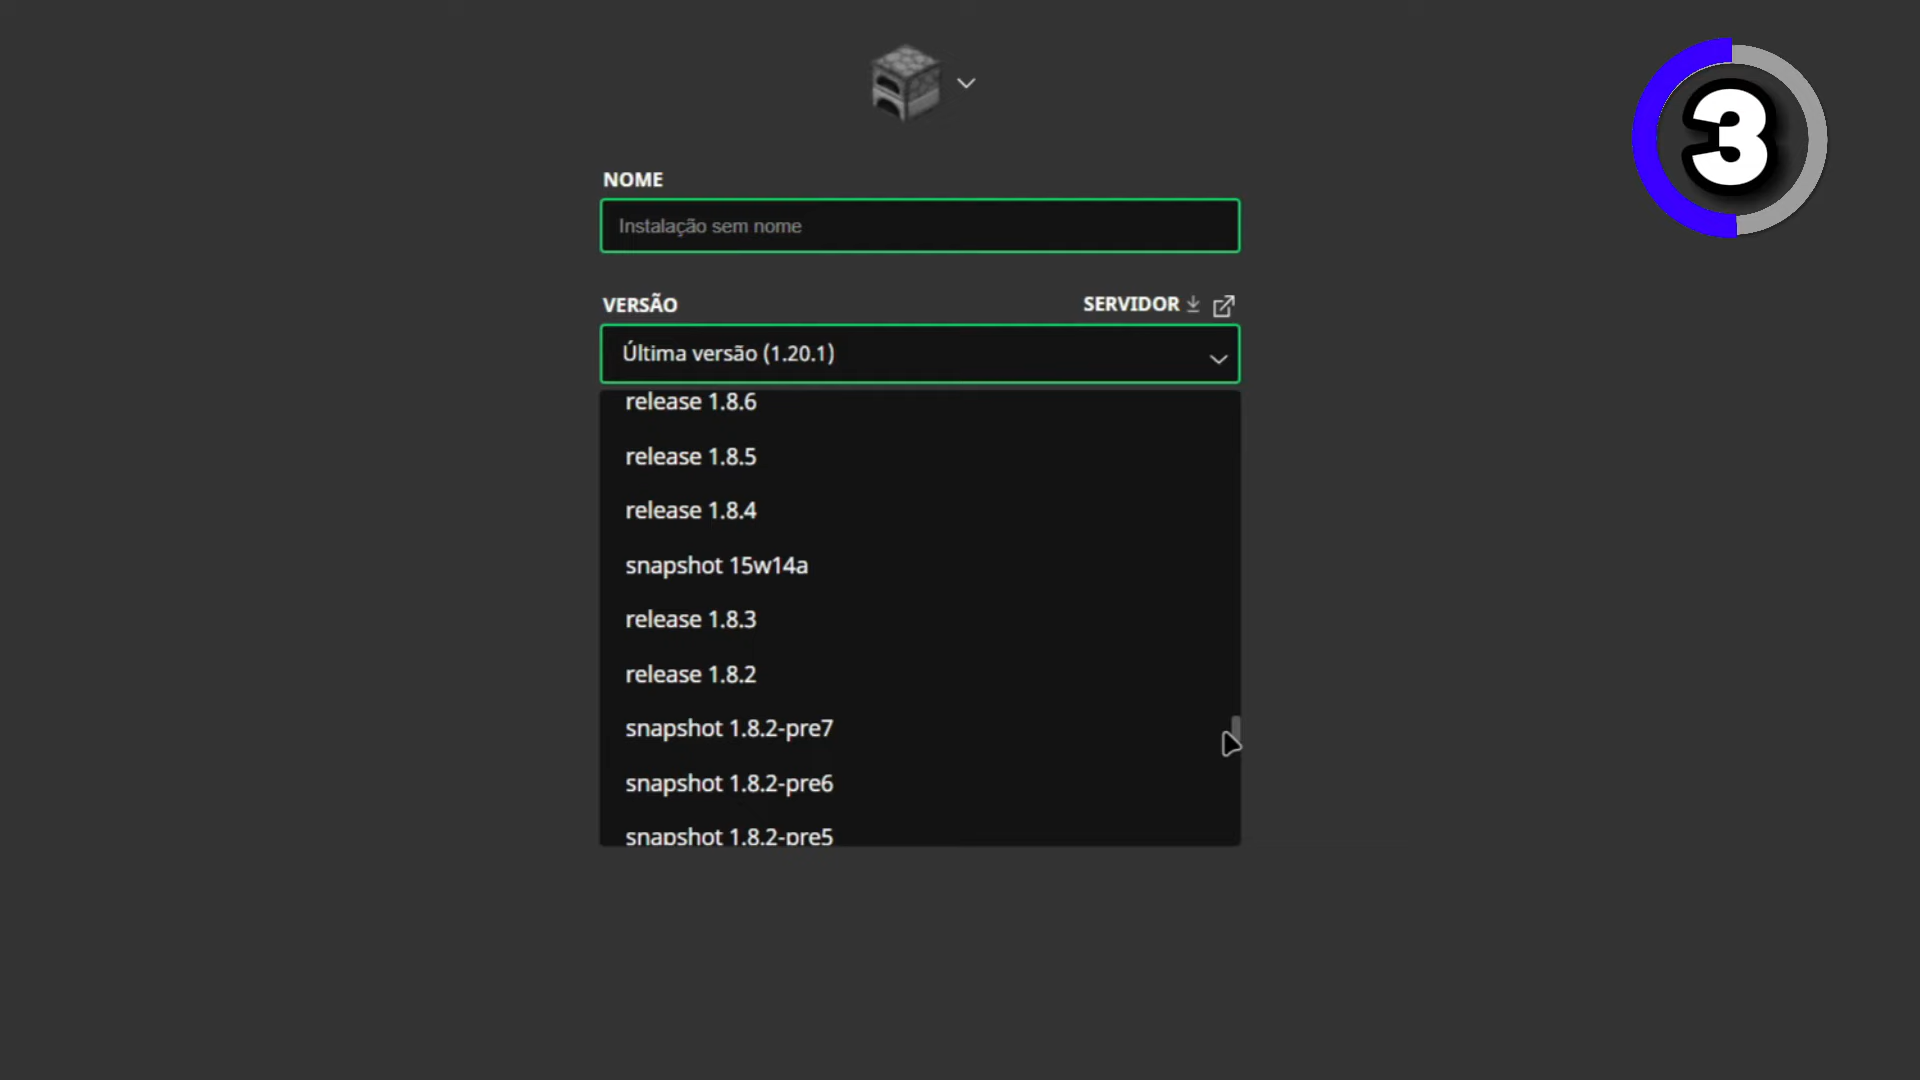 3
NOME
Instalação sem nome
VERSÃO
SERVIDOR
Última versão (1.20.1)
release 1.8.6
release 1.8.5
release 1.8.4
snapshot 15w14a
release 1.8.3
release 1.8.2
snapshot 1.8.2-pre7
snapshot 1.8.2-pre6
snapshot 1.8.2-pre5